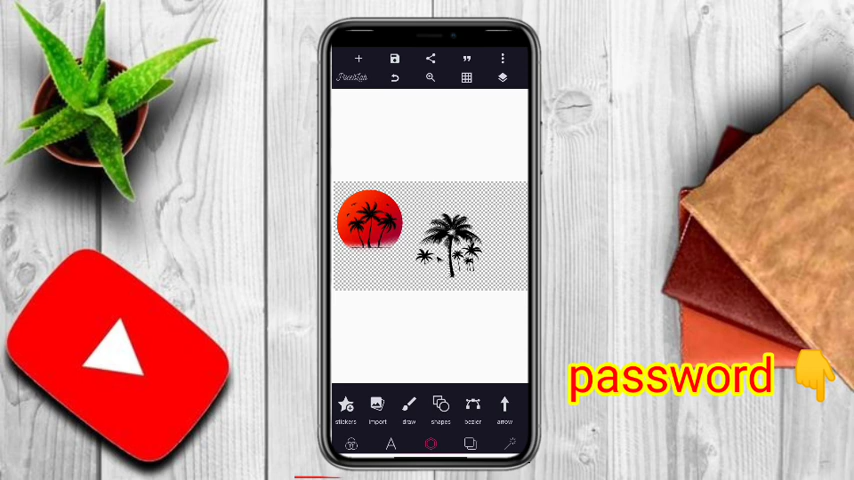 PixelLab
stickers
import
draw
shapes
bezier
arrow
A
password 👇